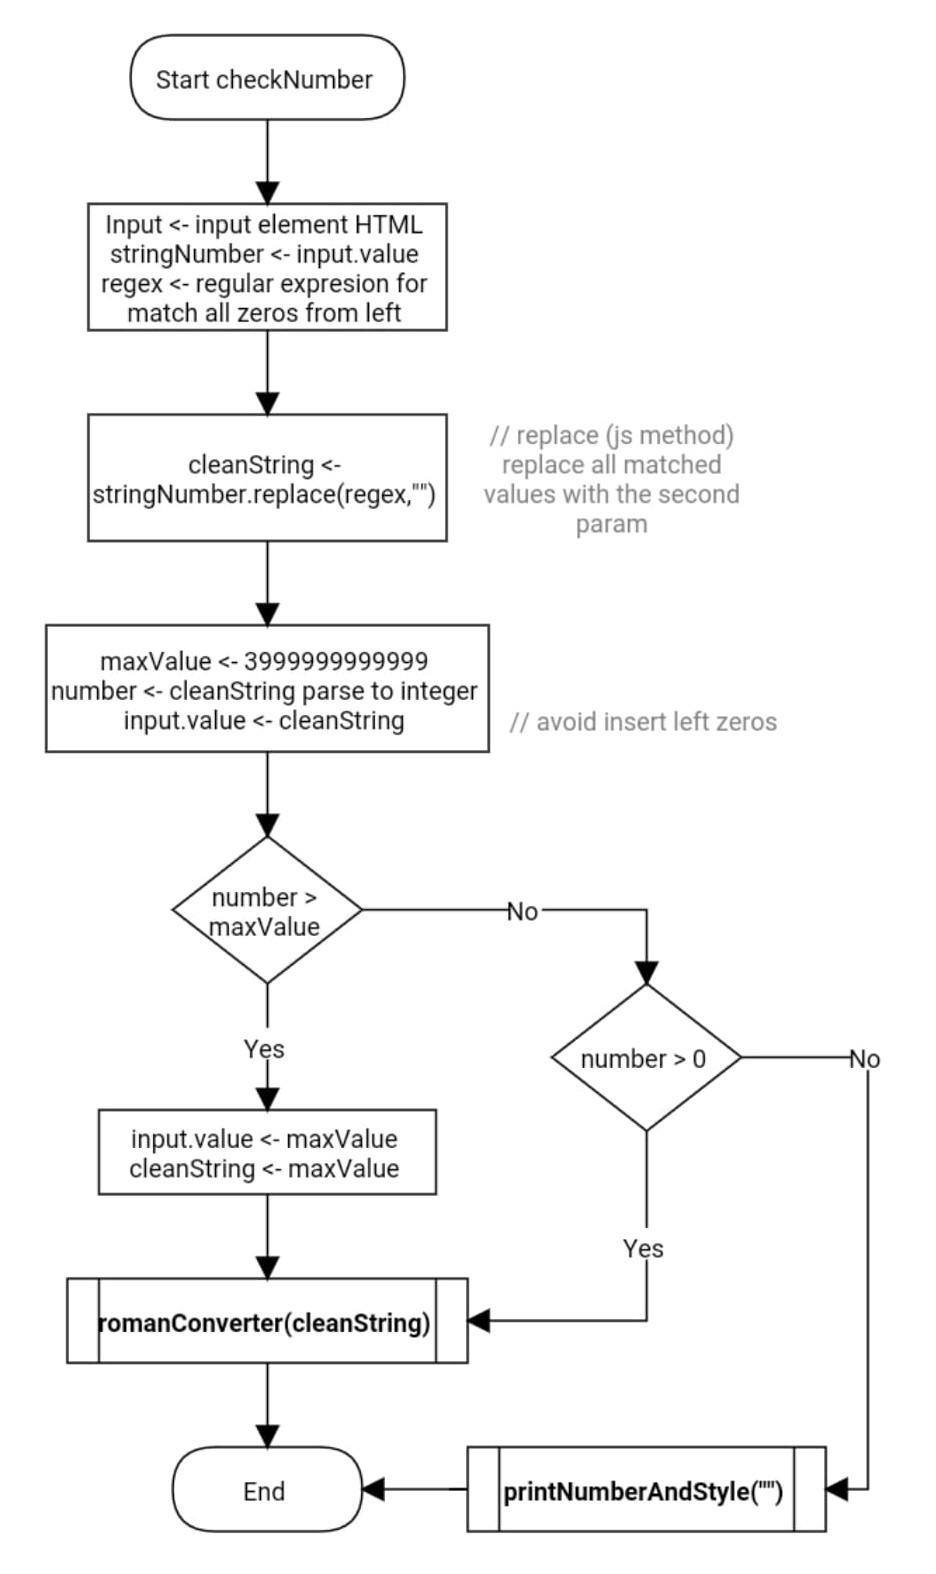 Start checkNumber
Input <- input element HTML
stringNumber <- input.value
regex <- regular expresion for
match all zeros from left
cleanString <-
stringNumber.replace(regex,"")
// replace (js method)
replace all matched
values with the second
param
maxValue <- 3999999999999
number <- cleanString parse to integer
input.value <- cleanString
// avoid insert left zeros
number >
maxValue
No
number > 0
No
Yes
input.value <- maxValue
cleanString <- maxValue
Yes
romanConverter(cleanString)
End
printNumberAndStyle("")